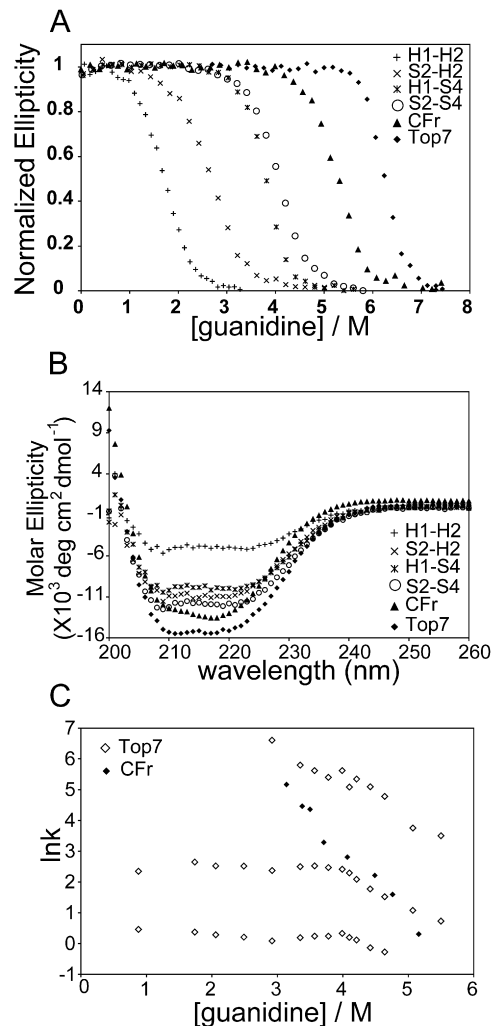 A
Normalized Ellipticity
1
0.8
0.6
0.4
0.2
0
0 1 2 3 4 5 6 7 8
[guanidine] / M
H1-H2
S2-H2
H1-S4
S2-S4
CFr
Top7
B
Molar Ellipticity
(X10³ deg cm² dmol⁻¹)
14
9
4
-1
-6
-11
-16
200 210 220 230 240 250 260
wavelength (nm)
H1-H2
S2-H2
H1-S4
S2-S4
CFr
Top7
C
lnk
7
6
5
4
3
2
1
0
-1
0 1 2 3 4 5 6
[guanidine] / M
Top7
CFr